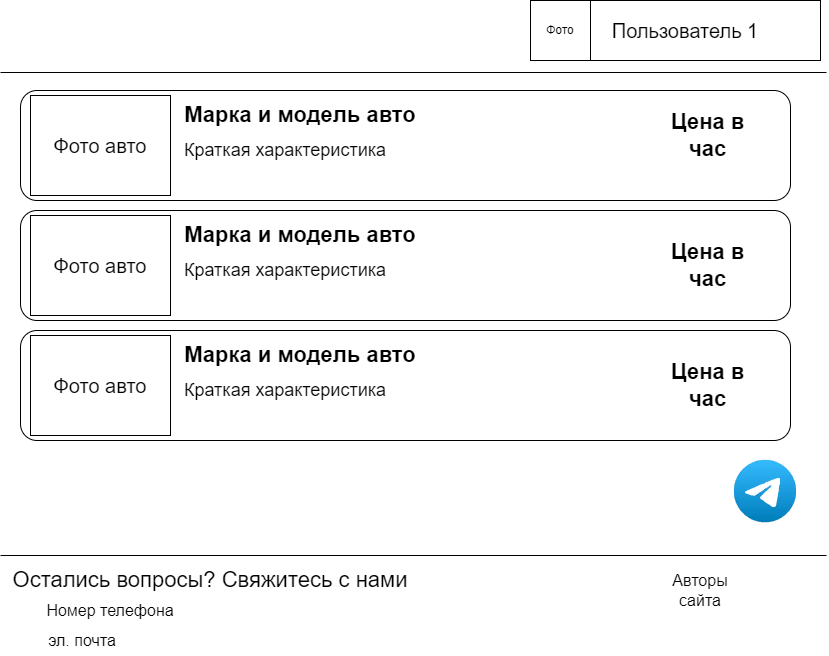 Фото
Пользователь 1
Фото авто
Марка и модель авто
Краткая характеристика
Цена в
час
Фото авто
Марка и модель авто
Краткая характеристика
Цена в
час
Фото авто
Марка и модель авто
Краткая характеристика
Цена в
час
Остались вопросы? Свяжитесь с нами
Номер телефона
эл. почта
Авторы
сайта